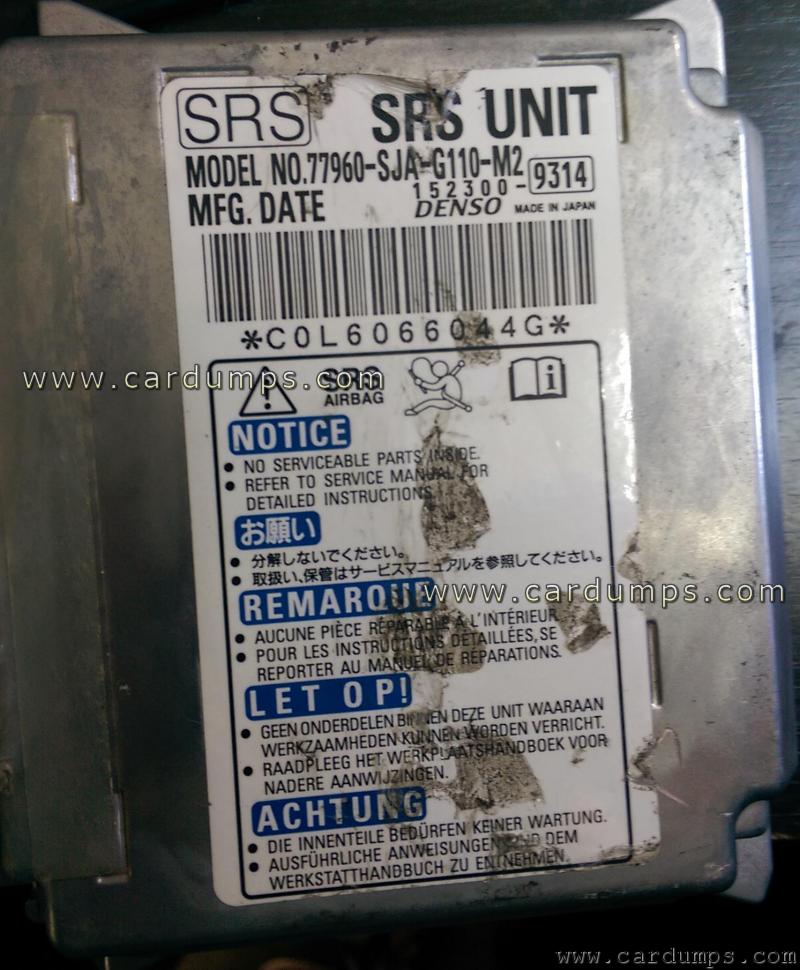 SRS SRS UNIT
MODEL NO.77960-SJA-G110-M2
152300-9314
MFG. DATE DENSO MADE IN JAPAN
*C0L6066044G*
www.cardumps.com
SRS
AIRBAG
i
NOTICE
• NO SERVICEABLE PARTS INSIDE.
• REFER TO SERVICE MANUAL FOR
DETAILED INSTRUCTIONS.
お願い
• 分解しないでください。
• 取扱い、保管はサービスマニュアルを参照してください。
www.cardumps.com
REMARQUE
• AUCUNE PIÈCE RÉPARABLE À L'INTÉRIEUR.
• POUR LES INSTRUCTIONS DÉTAILLÉES, SE
REPORTER AU MANUEL DE RÉPARATIONS.
LET OP!
• GEEN ONDERDELEN BINNEN DEZE UNIT WAARAAN
WERKZAAMHEDEN KUNNEN WORDEN VERRICHT.
• RAADPLEEG HET WERKPLAATSHANDBOEK VOOR
NADERE AANWIJZINGEN.
ACHTUNG
• DIE INNENTEILE BEDÜRFEN KEINER WARTUNG.
• AUSFÜHRLICHE ANWEISUNGEN SIND DEM
WERKSTATTHANDBUCH ZU ENTNEHMEN.
www.cardumps.com